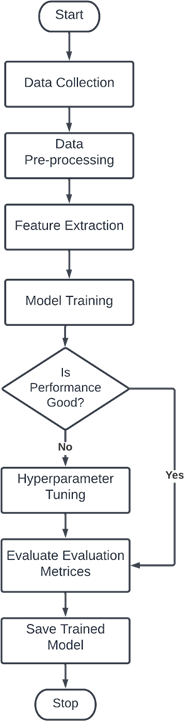 Start
Data Collection
Data
Pre-processing
Feature Extraction
Model Training
Is
Performance
Good?
No
Yes
Hyperparameter
Tuning
Evaluate Evaluation
Metrices
Save Trained
Model
Stop